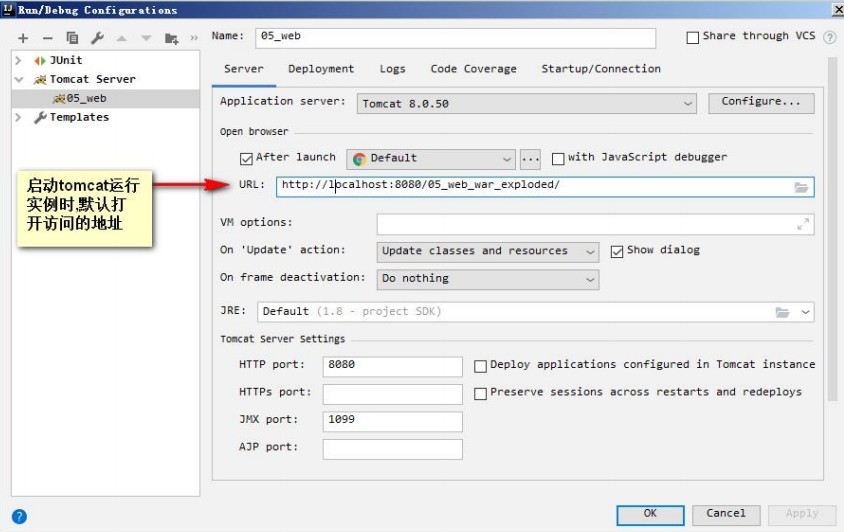 Run/Debug Configurations
Name: 05_web
Share through VCS ?
JUnit
Tomcat Server
05_web
Templates
Server Deployment Logs Code Coverage Startup/Connection
Application server: Tomcat 8.0.50 Configure...
Open browser
After launch Default ... with JavaScript debugger
URL: http://localhost:8080/05_web_war_exploded/
启动tomcat运行
实例时,默认打
开访问的地址
VM options:
On 'Update' action: Update classes and resources Show dialog
On frame deactivation: Do nothing
JRE: Default (1.8 - project SDK)
Tomcat Server Settings
HTTP port: 8080 Deploy applications configured in Tomcat instance
HTTPs port: Preserve sessions across restarts and redeploys
JMX port: 1099
AJP port:
? OK Cancel Apply